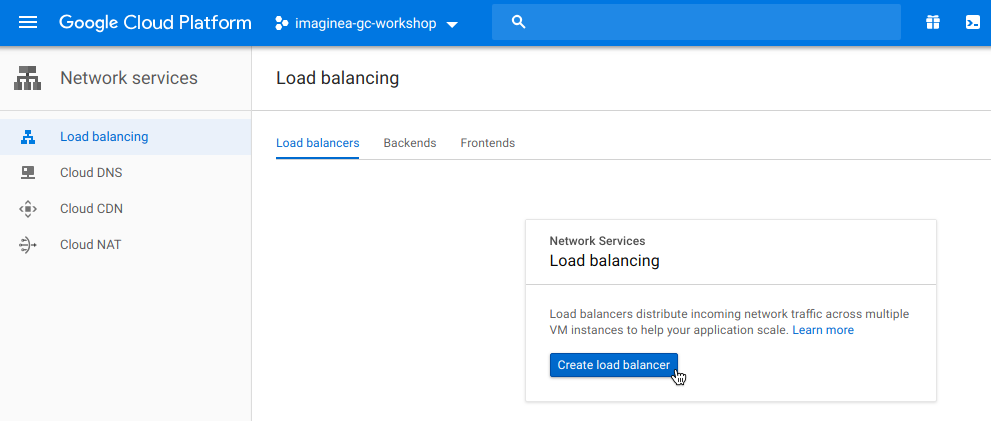 Google Cloud Platform
imaginea-gc-workshop
Network services
Load balancing
Load balancing
Cloud DNS
Cloud CDN
Cloud NAT
Load balancers Backends Frontends
Network Services
Load balancing
Load balancers distribute incoming network traffic across multiple
VM instances to help your application scale. Learn more
Create load balancer